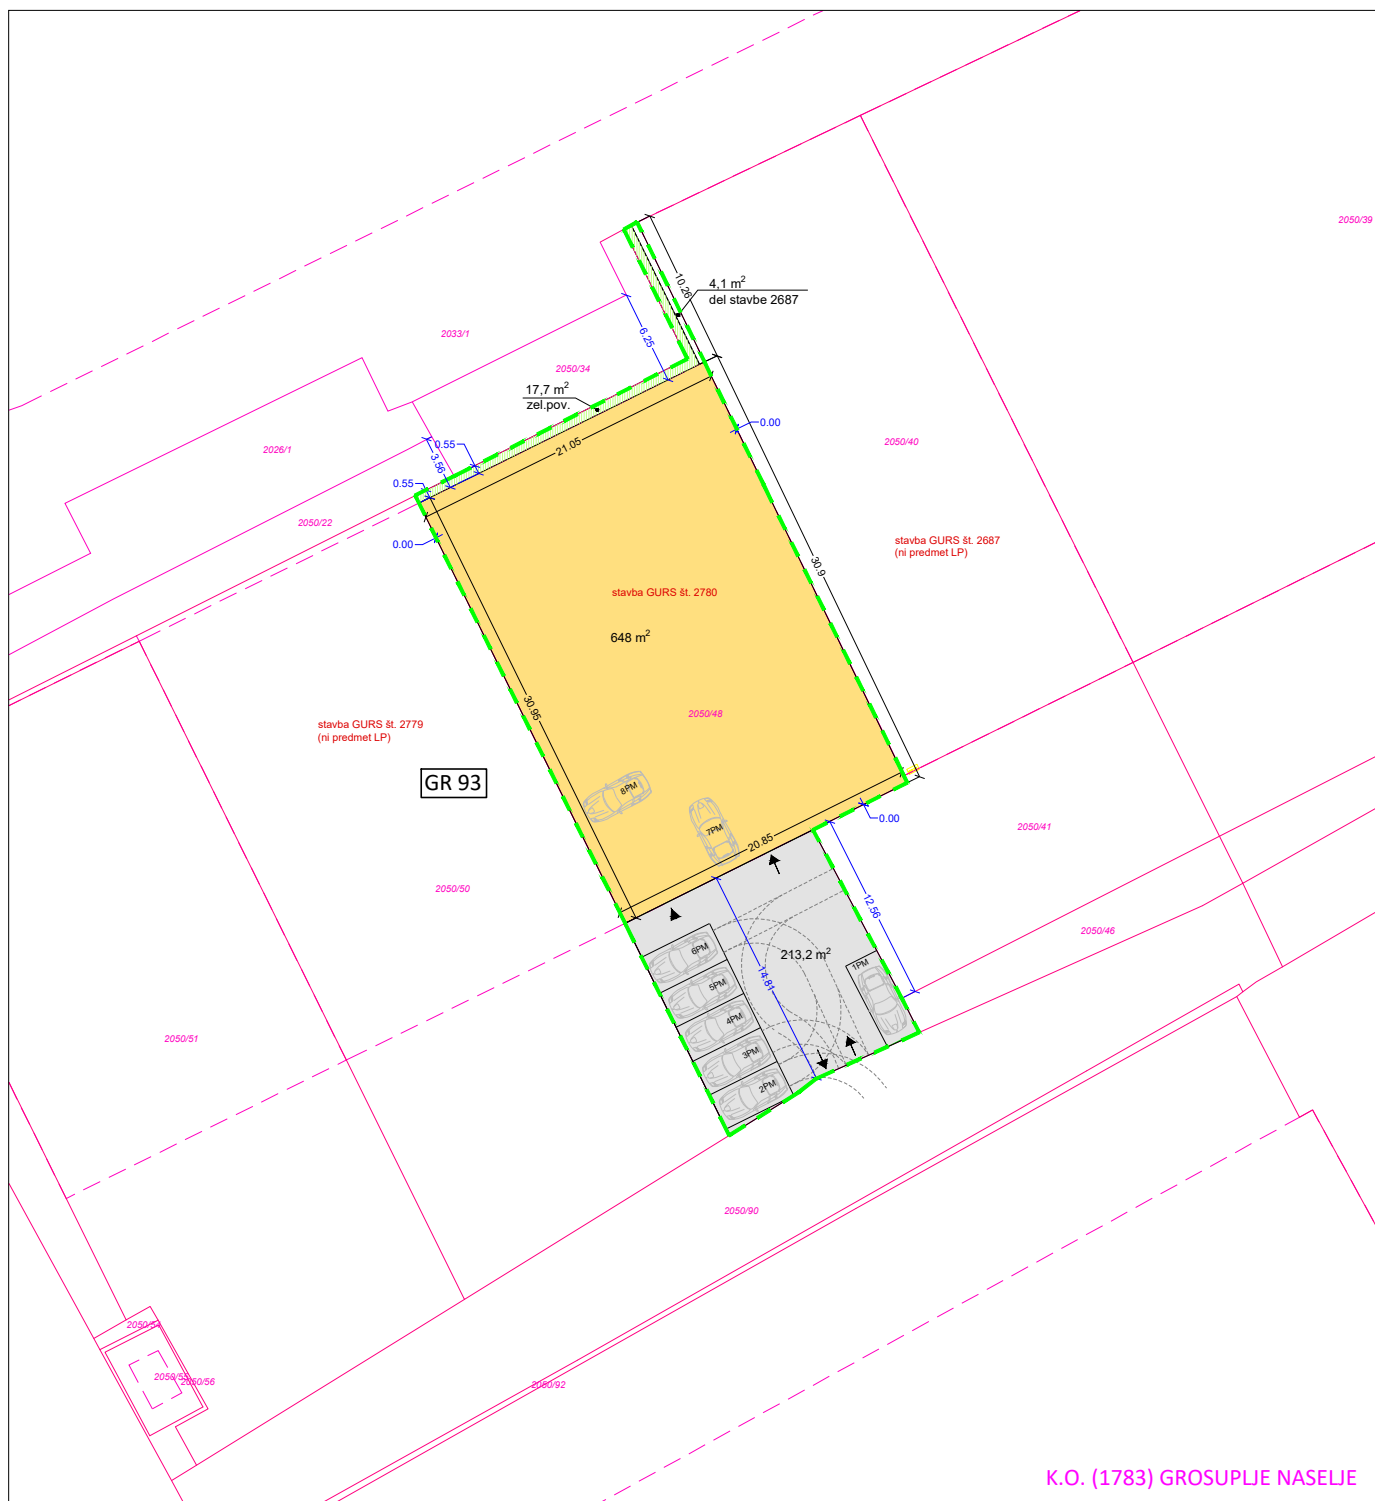 2050/39
10.26
4,1 m²
del stavbe 2687
2033/1
6.25
2050/34
17,7 m²
zel.pov.
0.00
21.05
2050/40
0.55
2026/1
3.56
0.55
2050/22
0.00
stavba GURS št. 2687
(ni predmet LP)
30.9
stavba GURS št. 2780
648 m²
30.95
2050/48
stavba GURS št. 2779
(ni predmet LP)
GR 93
8PM
0.00
7PM
2050/41
20.85
2050/50
12.56
2050/46
6PM
213,2 m²
1PM
14.81
5PM
4PM
2050/51
3PM
2PM
2050/90
2050/54
2050/55
2050/56
2050/92
K.O. (1783) GROSUPLJE NASELJE